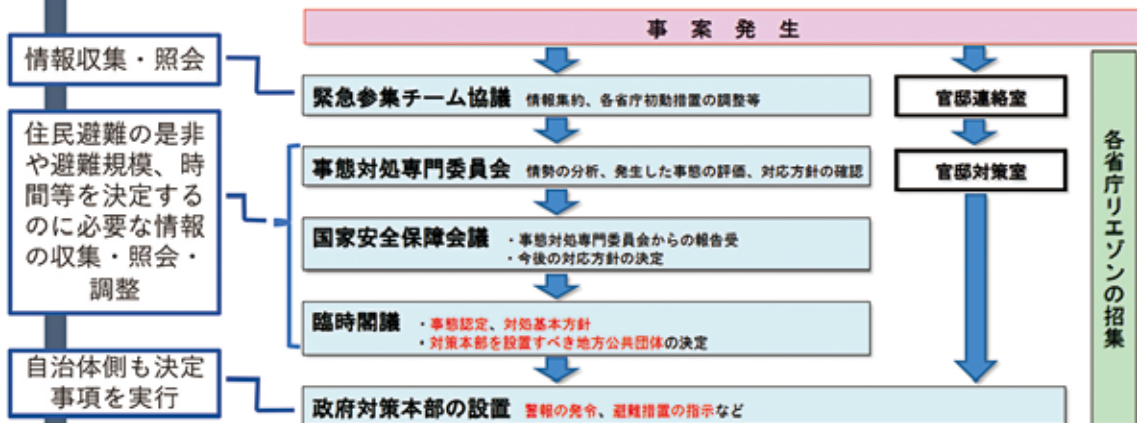 事案発生
情報収集・照会
緊急参集チーム協議 情報集約、各省庁初動措置の調整等
官邸連絡室
住民避難の是非
や避難規模、時
間等を決定する
のに必要な情報
の収集・照会・
調整
事態対処専門委員会 情勢の分析、発生した事態の評価、対応方針の確認
官邸対策室
国家安全保障会議 ・事態対処専門委員会からの報告受
・今後の対応方針の決定
臨時閣議 ・事態認定、対処基本方針
・対策本部を設置すべき地方公共団体の決定
自治体側も決定
事項を実行
政府対策本部の設置 警報の発令、避難措置の指示など
各省庁リエゾンの招集